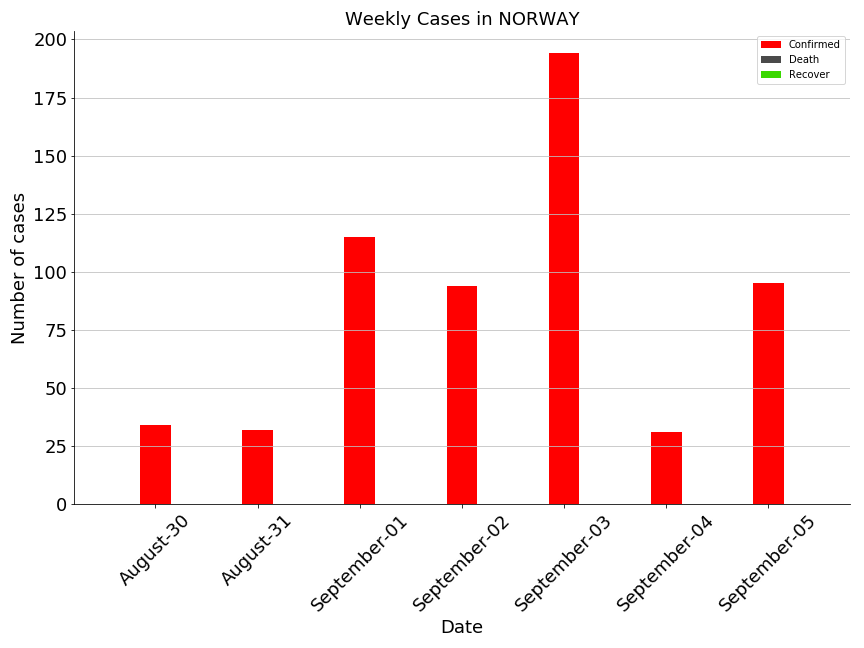 Weekly Cases in NORWAY
Confirmed
Death
Recover
Number of cases
200
175
150
125
100
75
50
25
0
August-30
August-31
September-01
September-02
September-03
September-04
September-05
Date